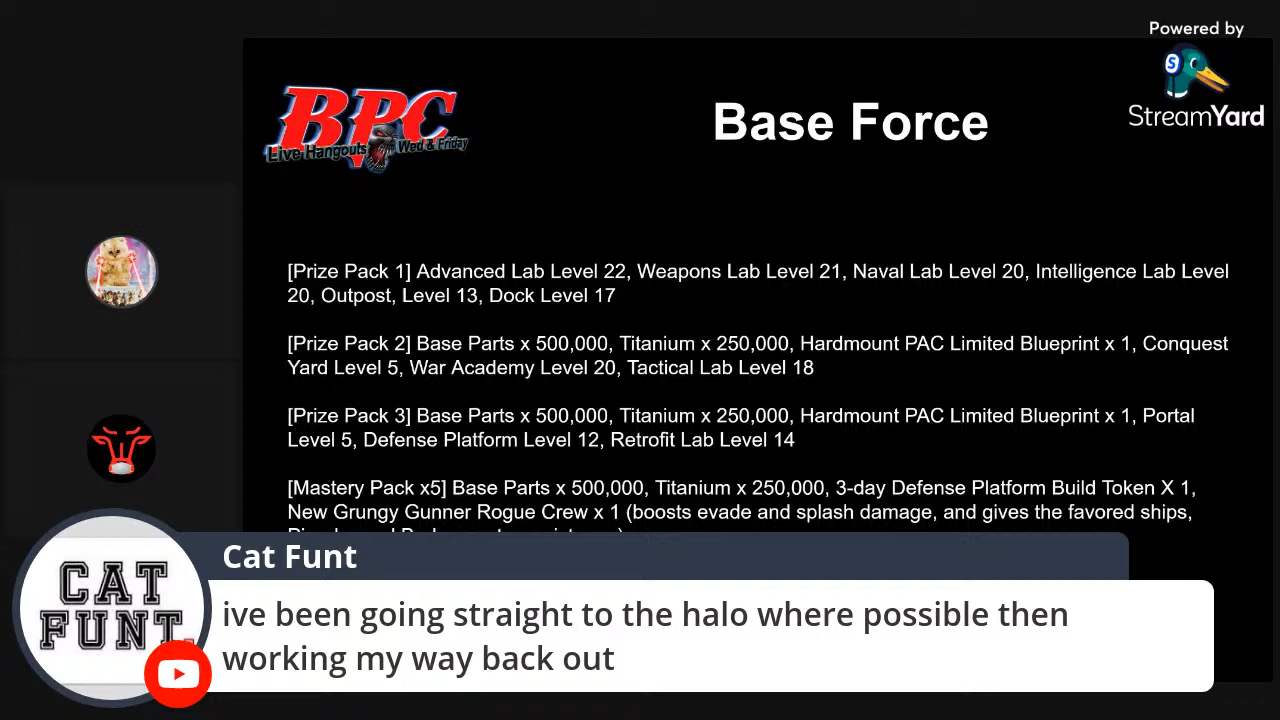 Powered by
StreamYard
BPC
Live Hangouts Wed & Friday
Base Force
[Prize Pack 1] Advanced Lab Level 22, Weapons Lab Level 21, Naval Lab Level 20, Intelligence Lab Level
20, Outpost, Level 13, Dock Level 17
[Prize Pack 2] Base Parts x 500,000, Titanium x 250,000, Hardmount PAC Limited Blueprint x 1, Conquest
Yard Level 5, War Academy Level 20, Tactical Lab Level 18
[Prize Pack 3] Base Parts x 500,000, Titanium x 250,000, Hardmount PAC Limited Blueprint x 1, Portal
Level 5, Defense Platform Level 12, Retrofit Lab Level 14
[Mastery Pack x5] Base Parts x 500,000, Titanium x 250,000, 3-day Defense Platform Build Token X 1,
New Grungy Gunner Rogue Crew x 1 (boosts evade and splash damage, and gives the favored ships,
CAT
FUNT.
Cat Funt
ive been going straight to the halo where possible then
working my way back out